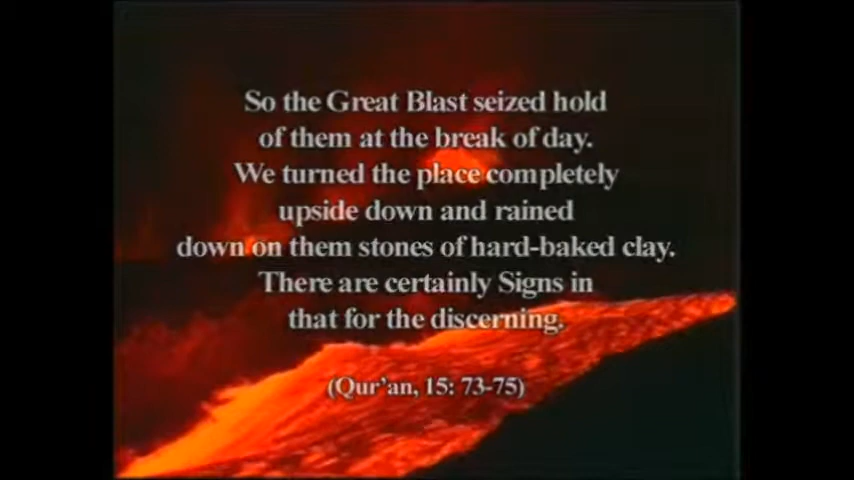 So the Great Blast seized hold
of them at the break of day.
We turned the place completely
upside down and rained
down on them stones of hard-baked clay.
There are certainly Signs in
that for the discerning.
(Qur'an, 15: 73-75)